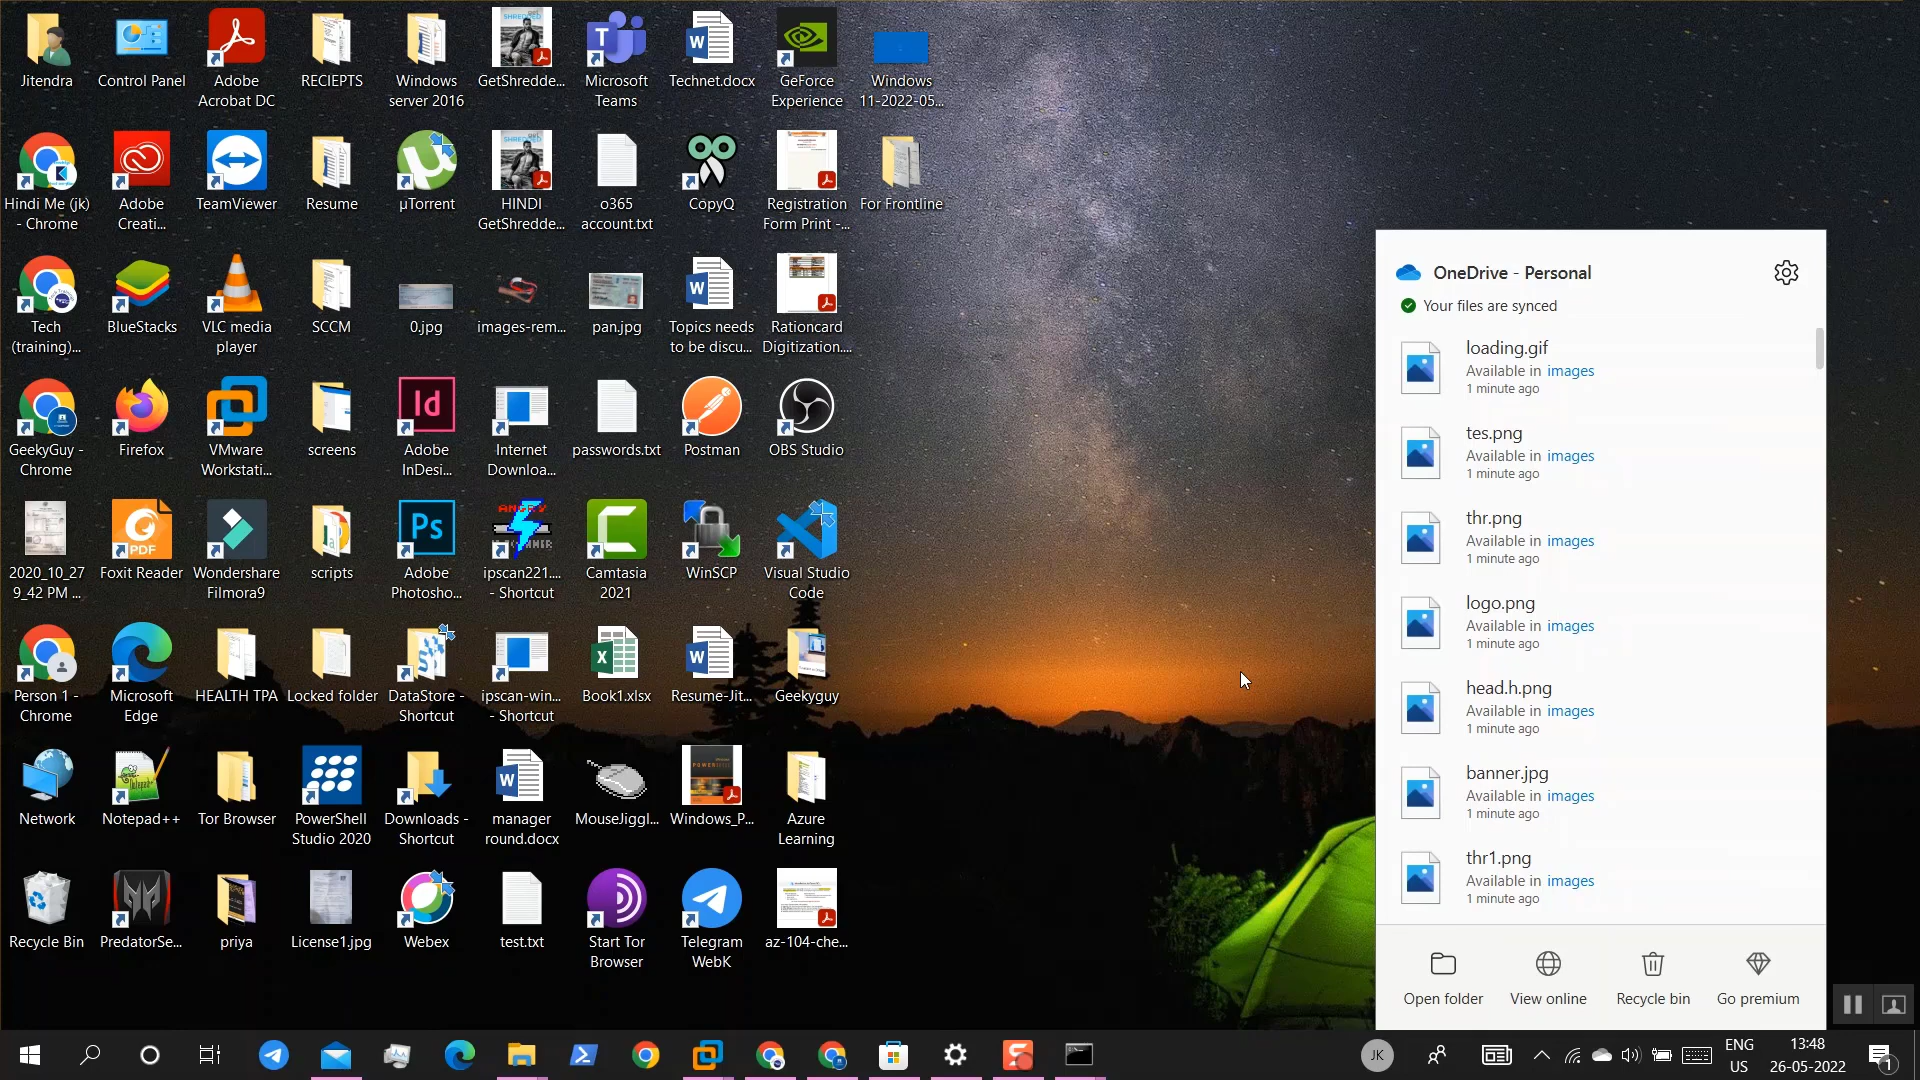 Jitendra
Control Panel
Adobe
Acrobat DC
RECIEPTS
Windows
server 2016
GetShredde...
Microsoft
Teams
Technet.docx
GeForce
Experience
Windows
11-2022-05...
Hindi Me (jk)
- Chrome
Adobe
Creati...
TeamViewer
Resume
µTorrent
HINDI
GetShredde...
o365
account.txt
CopyQ
Registration
Form Print -...
For Frontline
Tech
(training)...
BlueStacks
VLC media
player
SCCM
0.jpg
images-rem...
pan.jpg
Topics needs
to be discu...
Rationcard
Digitization....
GeekyGuy -
Chrome
Firefox
VMware
Workstati...
screens
Adobe
InDesi...
Internet
Downloa...
passwords.txt
Postman
OBS Studio
2020_10_27
9_42 PM ...
Foxit Reader
Wondershare
Filmora9
scripts
Adobe
Photosho...
ipscan221....
- Shortcut
Camtasia
2021
WinSCP
Visual Studio
Code
Person 1 -
Chrome
Microsoft
Edge
HEALTH TPA
Locked folder
DataStore -
Shortcut
ipscan-win...
- Shortcut
Book1.xlsx
Resume-Jit...
Geekyguy
Network
Notepad++
Tor Browser
PowerShell
Studio 2020
Downloads -
Shortcut
manager
round.docx
MouseJiggl...
Windows_P...
Azure
Learning
Recycle Bin
PredatorSe...
priya
License1.jpg
Webex
test.txt
Start Tor
Browser
Telegram
WebK
az-104-che...
OneDrive - Personal
Your files are synced
loading.gif
Available in images
1 minute ago
tes.png
Available in images
1 minute ago
thr.png
Available in images
1 minute ago
logo.png
Available in images
1 minute ago
head.h.png
Available in images
1 minute ago
banner.jpg
Available in images
1 minute ago
thr1.png
Available in images
1 minute ago
Open folder
View online
Recycle bin
Go premium
JK
ENG
US
13:48
26-05-2022
1